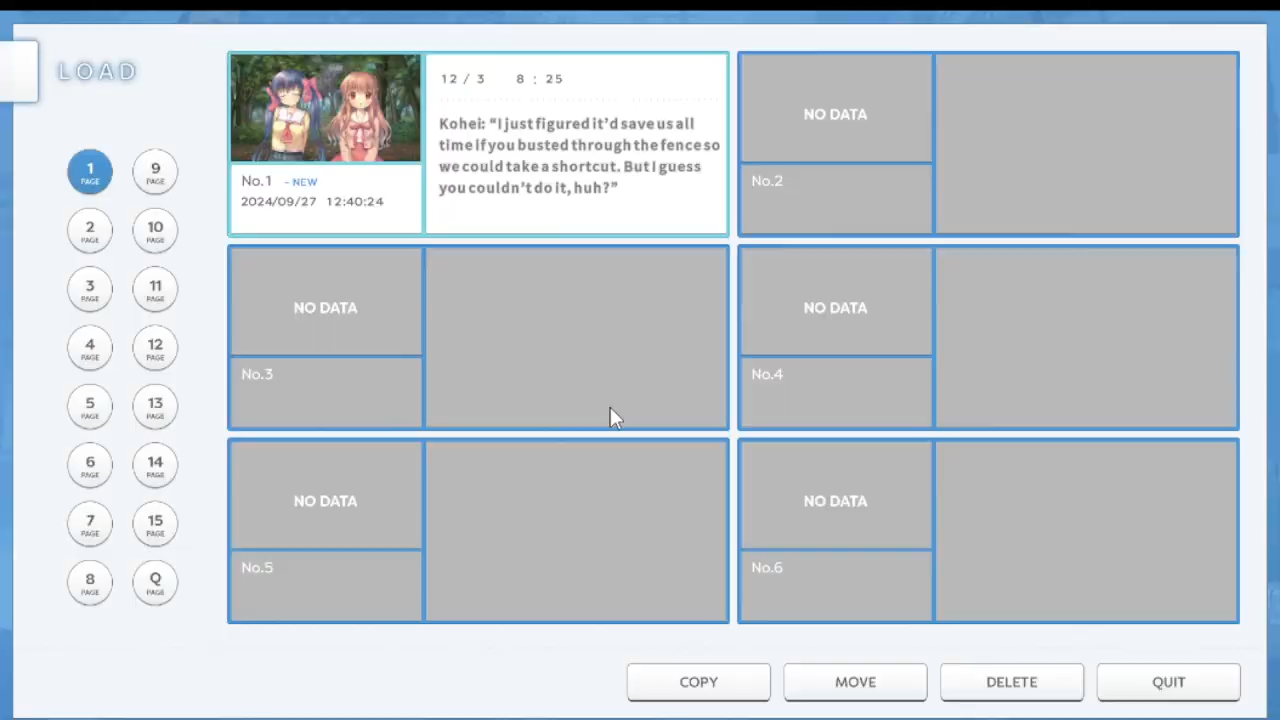 LOAD
1
PAGE
9
PAGE
2
PAGE
10
PAGE
3
PAGE
11
PAGE
4
PAGE
12
PAGE
5
PAGE
13
PAGE
6
PAGE
14
PAGE
7
PAGE
15
PAGE
8
PAGE
Q
PAGE
12 / 3 8 : 25
Kohei: “I just figured it’d save us all
time if you busted through the fence so
we could take a shortcut. But I guess
you couldn’t do it, huh?”
No.1 - NEW
2024/09/27 12:40:24
NO DATA
No.2
NO DATA
No.3
NO DATA
No.4
NO DATA
No.5
NO DATA
No.6
COPY
MOVE
DELETE
QUIT